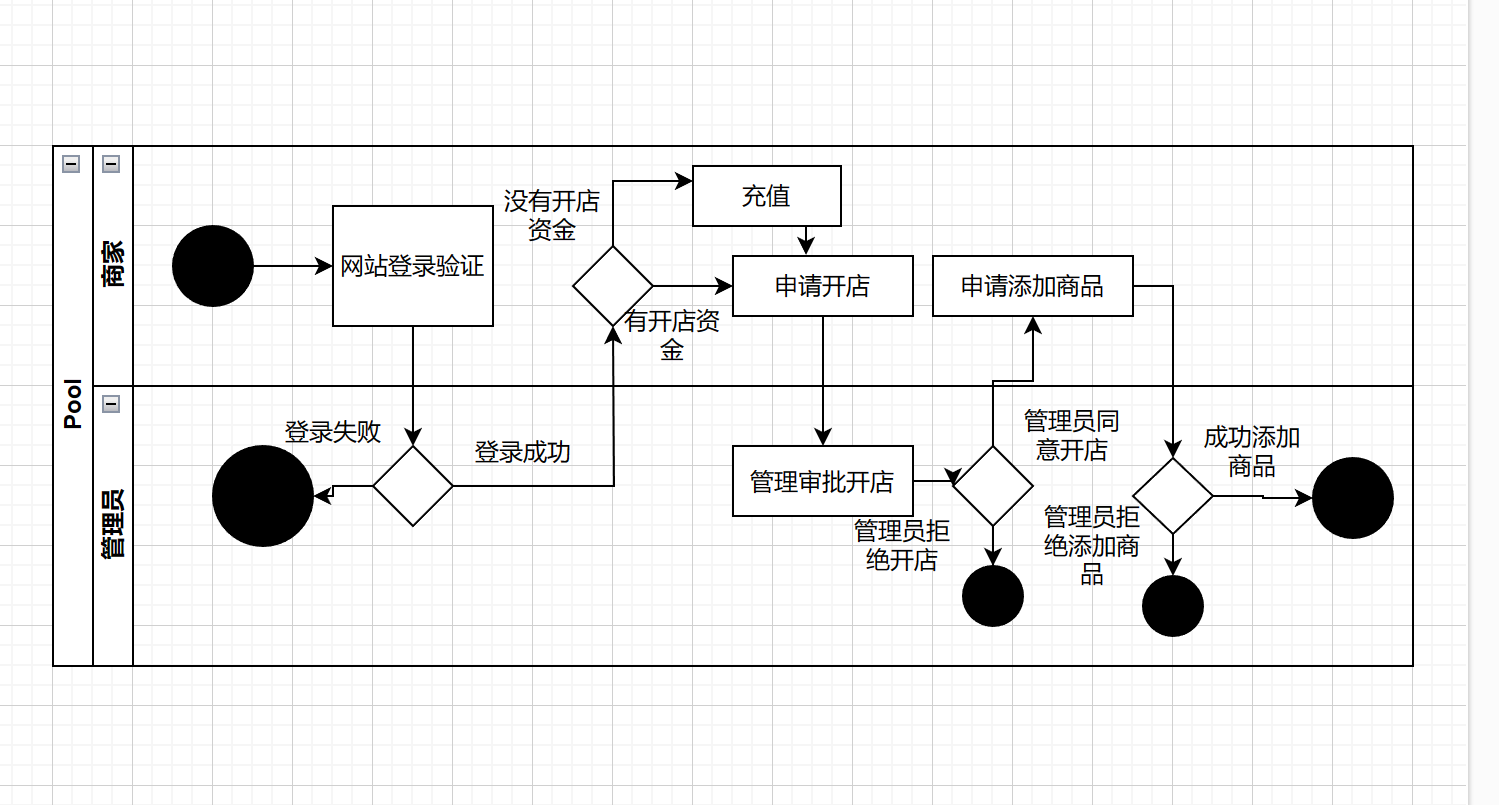 Pool
商家
管理员
网站登录验证
没有开店
资金
充值
有开店资
金
申请开店
申请添加商品
登录失败
登录成功
管理审批开店
管理员同
意开店
管理员拒
绝开店
管理员拒
绝添加商
品
成功添加
商品